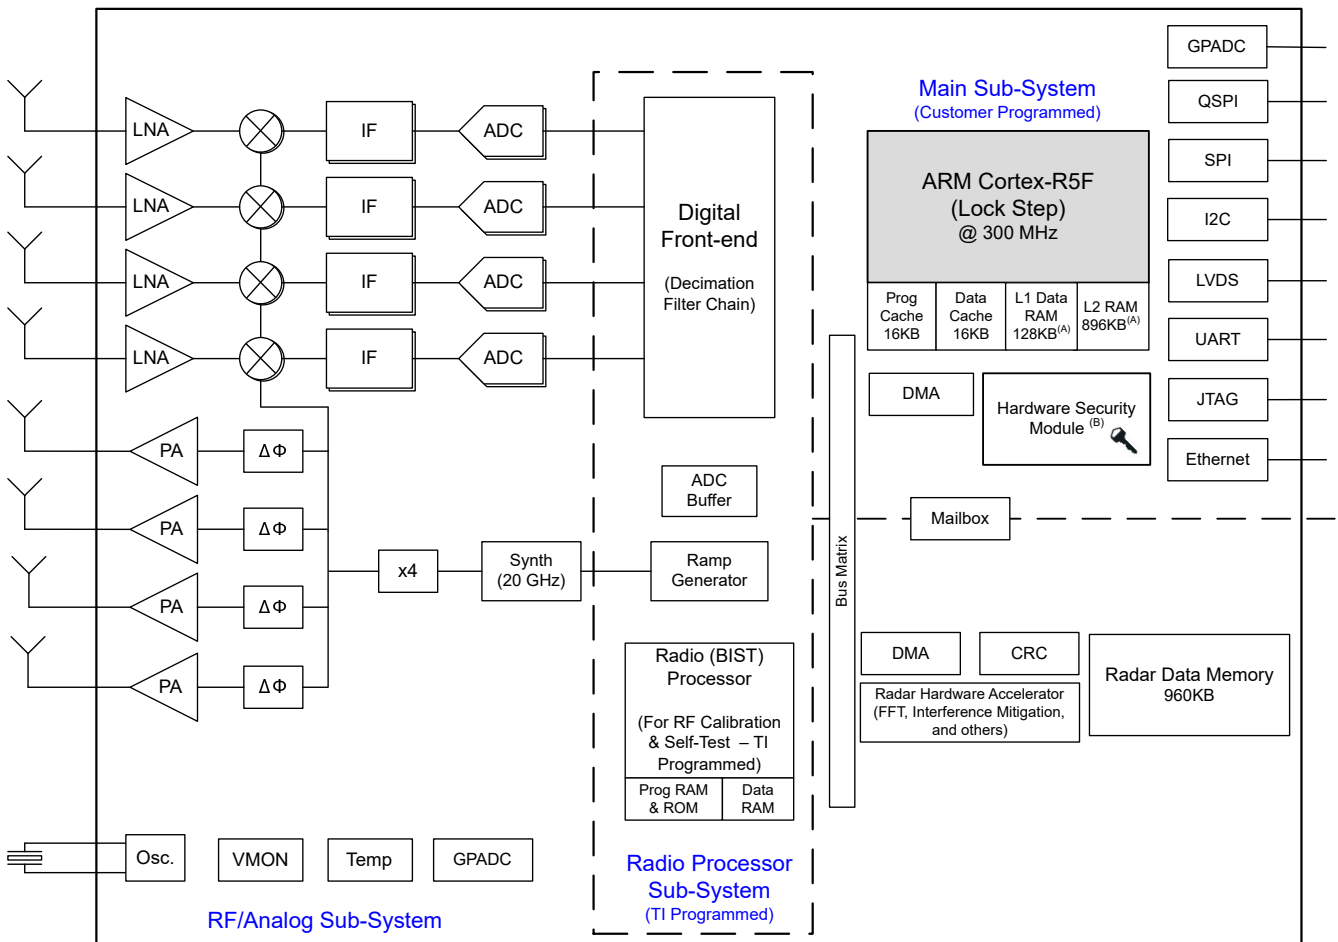 GPADC
QSPI
SPI
I2C
LVDS
UART
JTAG
Ethernet
LNA
IF
ADC
LNA
IF
ADC
LNA
IF
ADC
LNA
IF
ADC
PA
ΔΦ
PA
ΔΦ
PA
ΔΦ
PA
ΔΦ
x4
Synth
(20 GHz)
Osc.
VMON
Temp
GPADC
RF/Analog Sub-System
Digital
Front-end
(Decimation
Filter Chain)
ADC
Buffer
Ramp
Generator
Radio (BIST)
Processor
(For RF Calibration
& Self-Test – TI
Programmed)
Prog RAM
& ROM
Data
RAM
Radio Processor
Sub-System
(TI Programmed)
Bus Matrix
Main Sub-System
(Customer Programmed)
ARM Cortex-R5F
(Lock Step)
@ 300 MHz
Prog
Cache
16KB
Data
Cache
16KB
L1 Data
RAM
128KB(A)
L2 RAM
896KB(A)
DMA
Hardware Security
Module (B)
Mailbox
DMA
CRC
Radar Hardware Accelerator
(FFT, Interference Mitigation,
and others)
Radar Data Memory
960KB